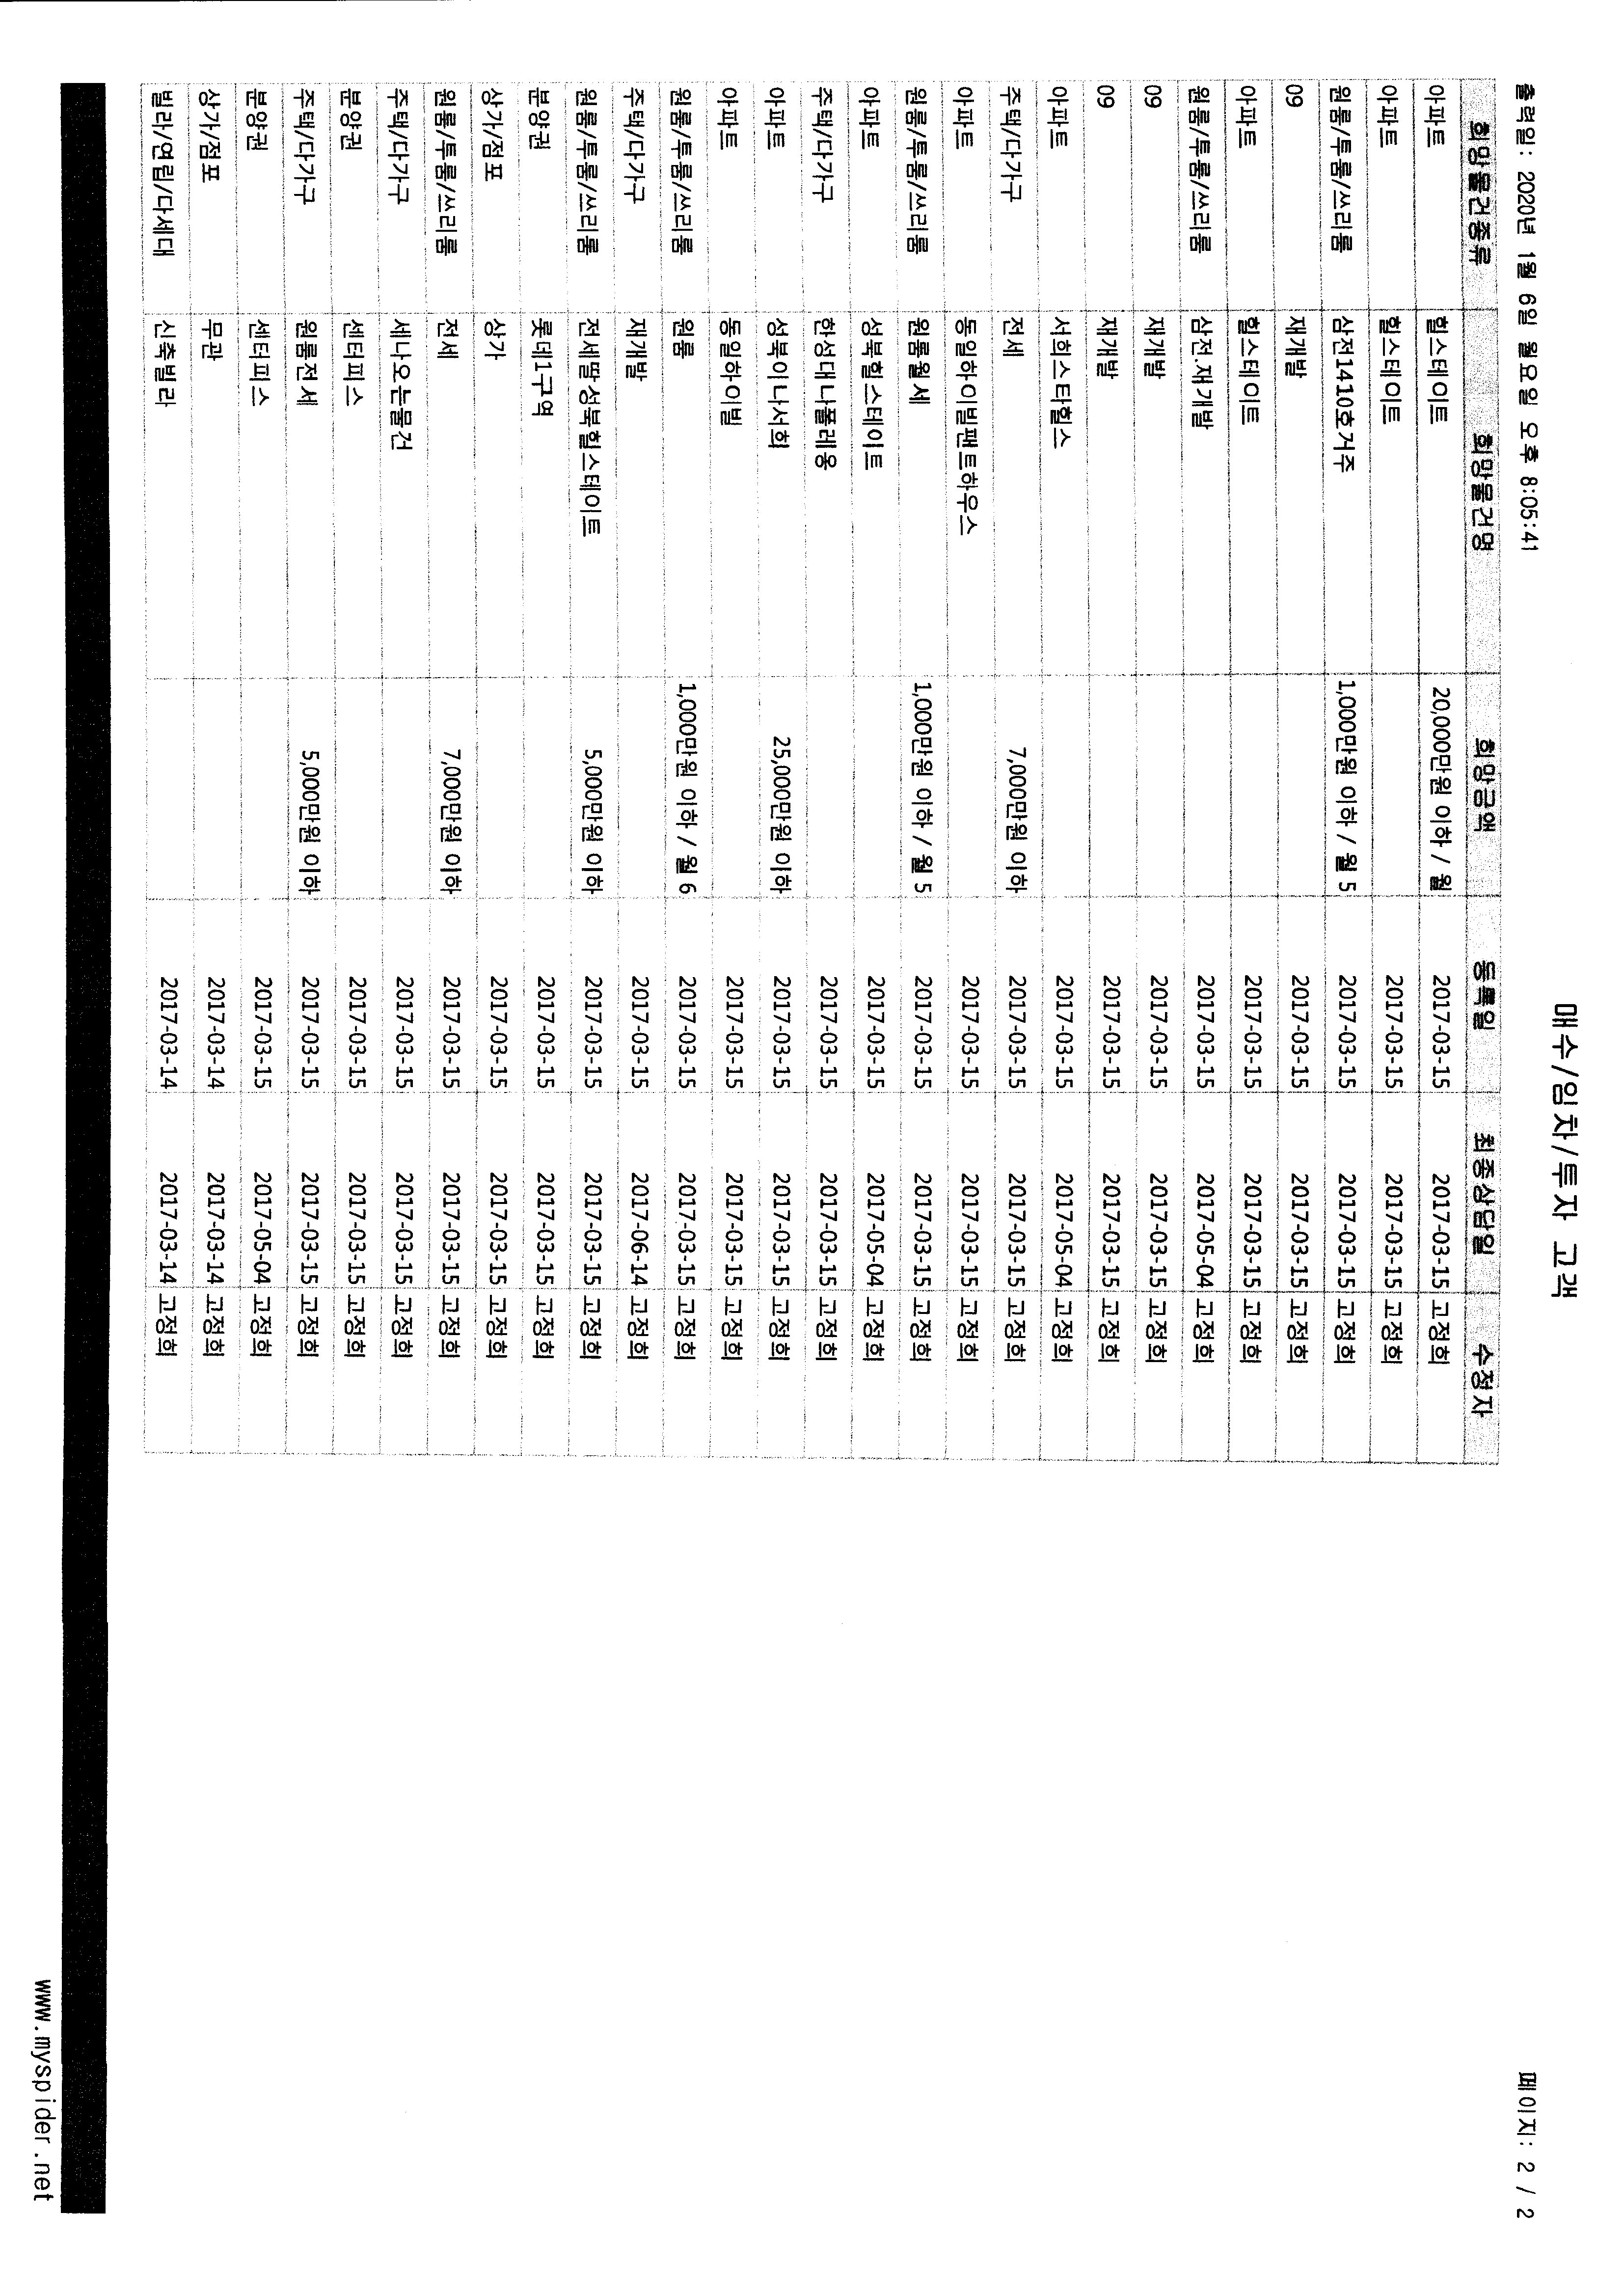 매수/임차/투자 고객
출력일: 2020년 1월 6일 월요일 오후 8:05:41 페이지: 2 / 2
희망물건종류 희망물건명 희망금액 등록일 최종상담일 수정자
아파트 힐스테이트 20,000만원 이하 / 월 2017-03-15 2017-03-15 고정희
아파트 힐스테이트 2017-03-15 2017-03-15 고정희
원룸/투룸/쓰리룸 삼전1410호거주 1,000만원 이하 / 월 5 2017-03-15 2017-03-15 고정희
09 재개발 2017-03-15 2017-03-15 고정희
아파트 힐스테이트 2017-03-15 2017-03-15 고정희
원룸/투룸/쓰리룸 삼전.재개발 2017-03-15 2017-05-04 고정희
09 재개발 2017-03-15 2017-03-15 고정희
09 재개발 2017-03-15 2017-03-15 고정희
아파트 서희스타힐스 2017-03-15 2017-05-04 고정희
주택/다가구 전세 7,000만원 이하 2017-03-15 2017-03-15 고정희
아파트 동일하이빌팬트하우스 2017-03-15 2017-03-15 고정희
원룸/투룸/쓰리룸 원룸월세 1,000만원 이하 / 월 5 2017-03-15 2017-03-15 고정희
아파트 성북힐스테이트 2017-03-15 2017-05-04 고정희
주택/다가구 한성대나폴레옹 2017-03-15 2017-03-15 고정희
아파트 성북이나서희 25,000만원 이하 2017-03-15 2017-03-15 고정희
아파트 동일하이빌 2017-03-15 2017-03-15 고정희
원룸/투룸/쓰리룸 원룸 1,000만원 이하 / 월 6 2017-03-15 2017-03-15 고정희
주택/다가구 재개발 2017-03-15 2017-06-14 고정희
원룸/투룸/쓰리룸 전세딸성북힐스테이트 5,000만원 이하 2017-03-15 2017-03-15 고정희
분양권 롯데1구역 2017-03-15 2017-03-15 고정희
상가/점포 상가 2017-03-15 2017-03-15 고정희
원룸/투룸/쓰리룸 전세 7,000만원 이하 2017-03-15 2017-03-15 고정희
주택/다가구 세나오는물건 2017-03-15 2017-03-15 고정희
분양권 센터피스 2017-03-15 2017-03-15 고정희
주택/다가구 원룸전세 5,000만원 이하 2017-03-15 2017-03-15 고정희
분양권 센터피스 2017-03-15 2017-05-04 고정희
상가/점포 무관 2017-03-14 2017-03-14 고정희
빌라/연립/다세대 신축빌라 2017-03-14 2017-03-14 고정희
www.myspider.net